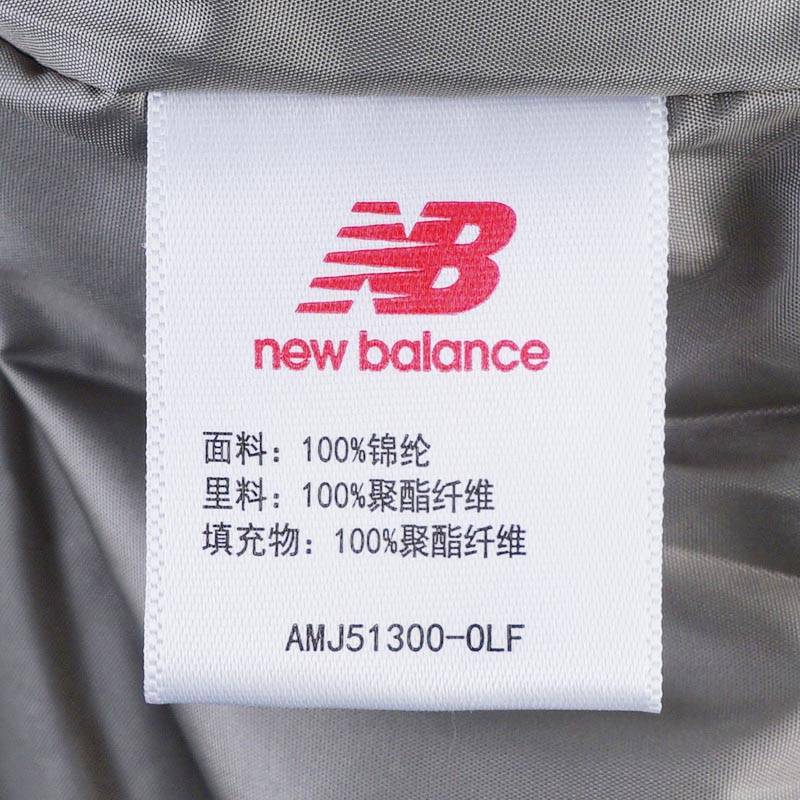 NB
new balance
面料：100%锦纶
里料：100%聚酯纤维
填充物：100%聚酯纤维
AMJ51300-OLF